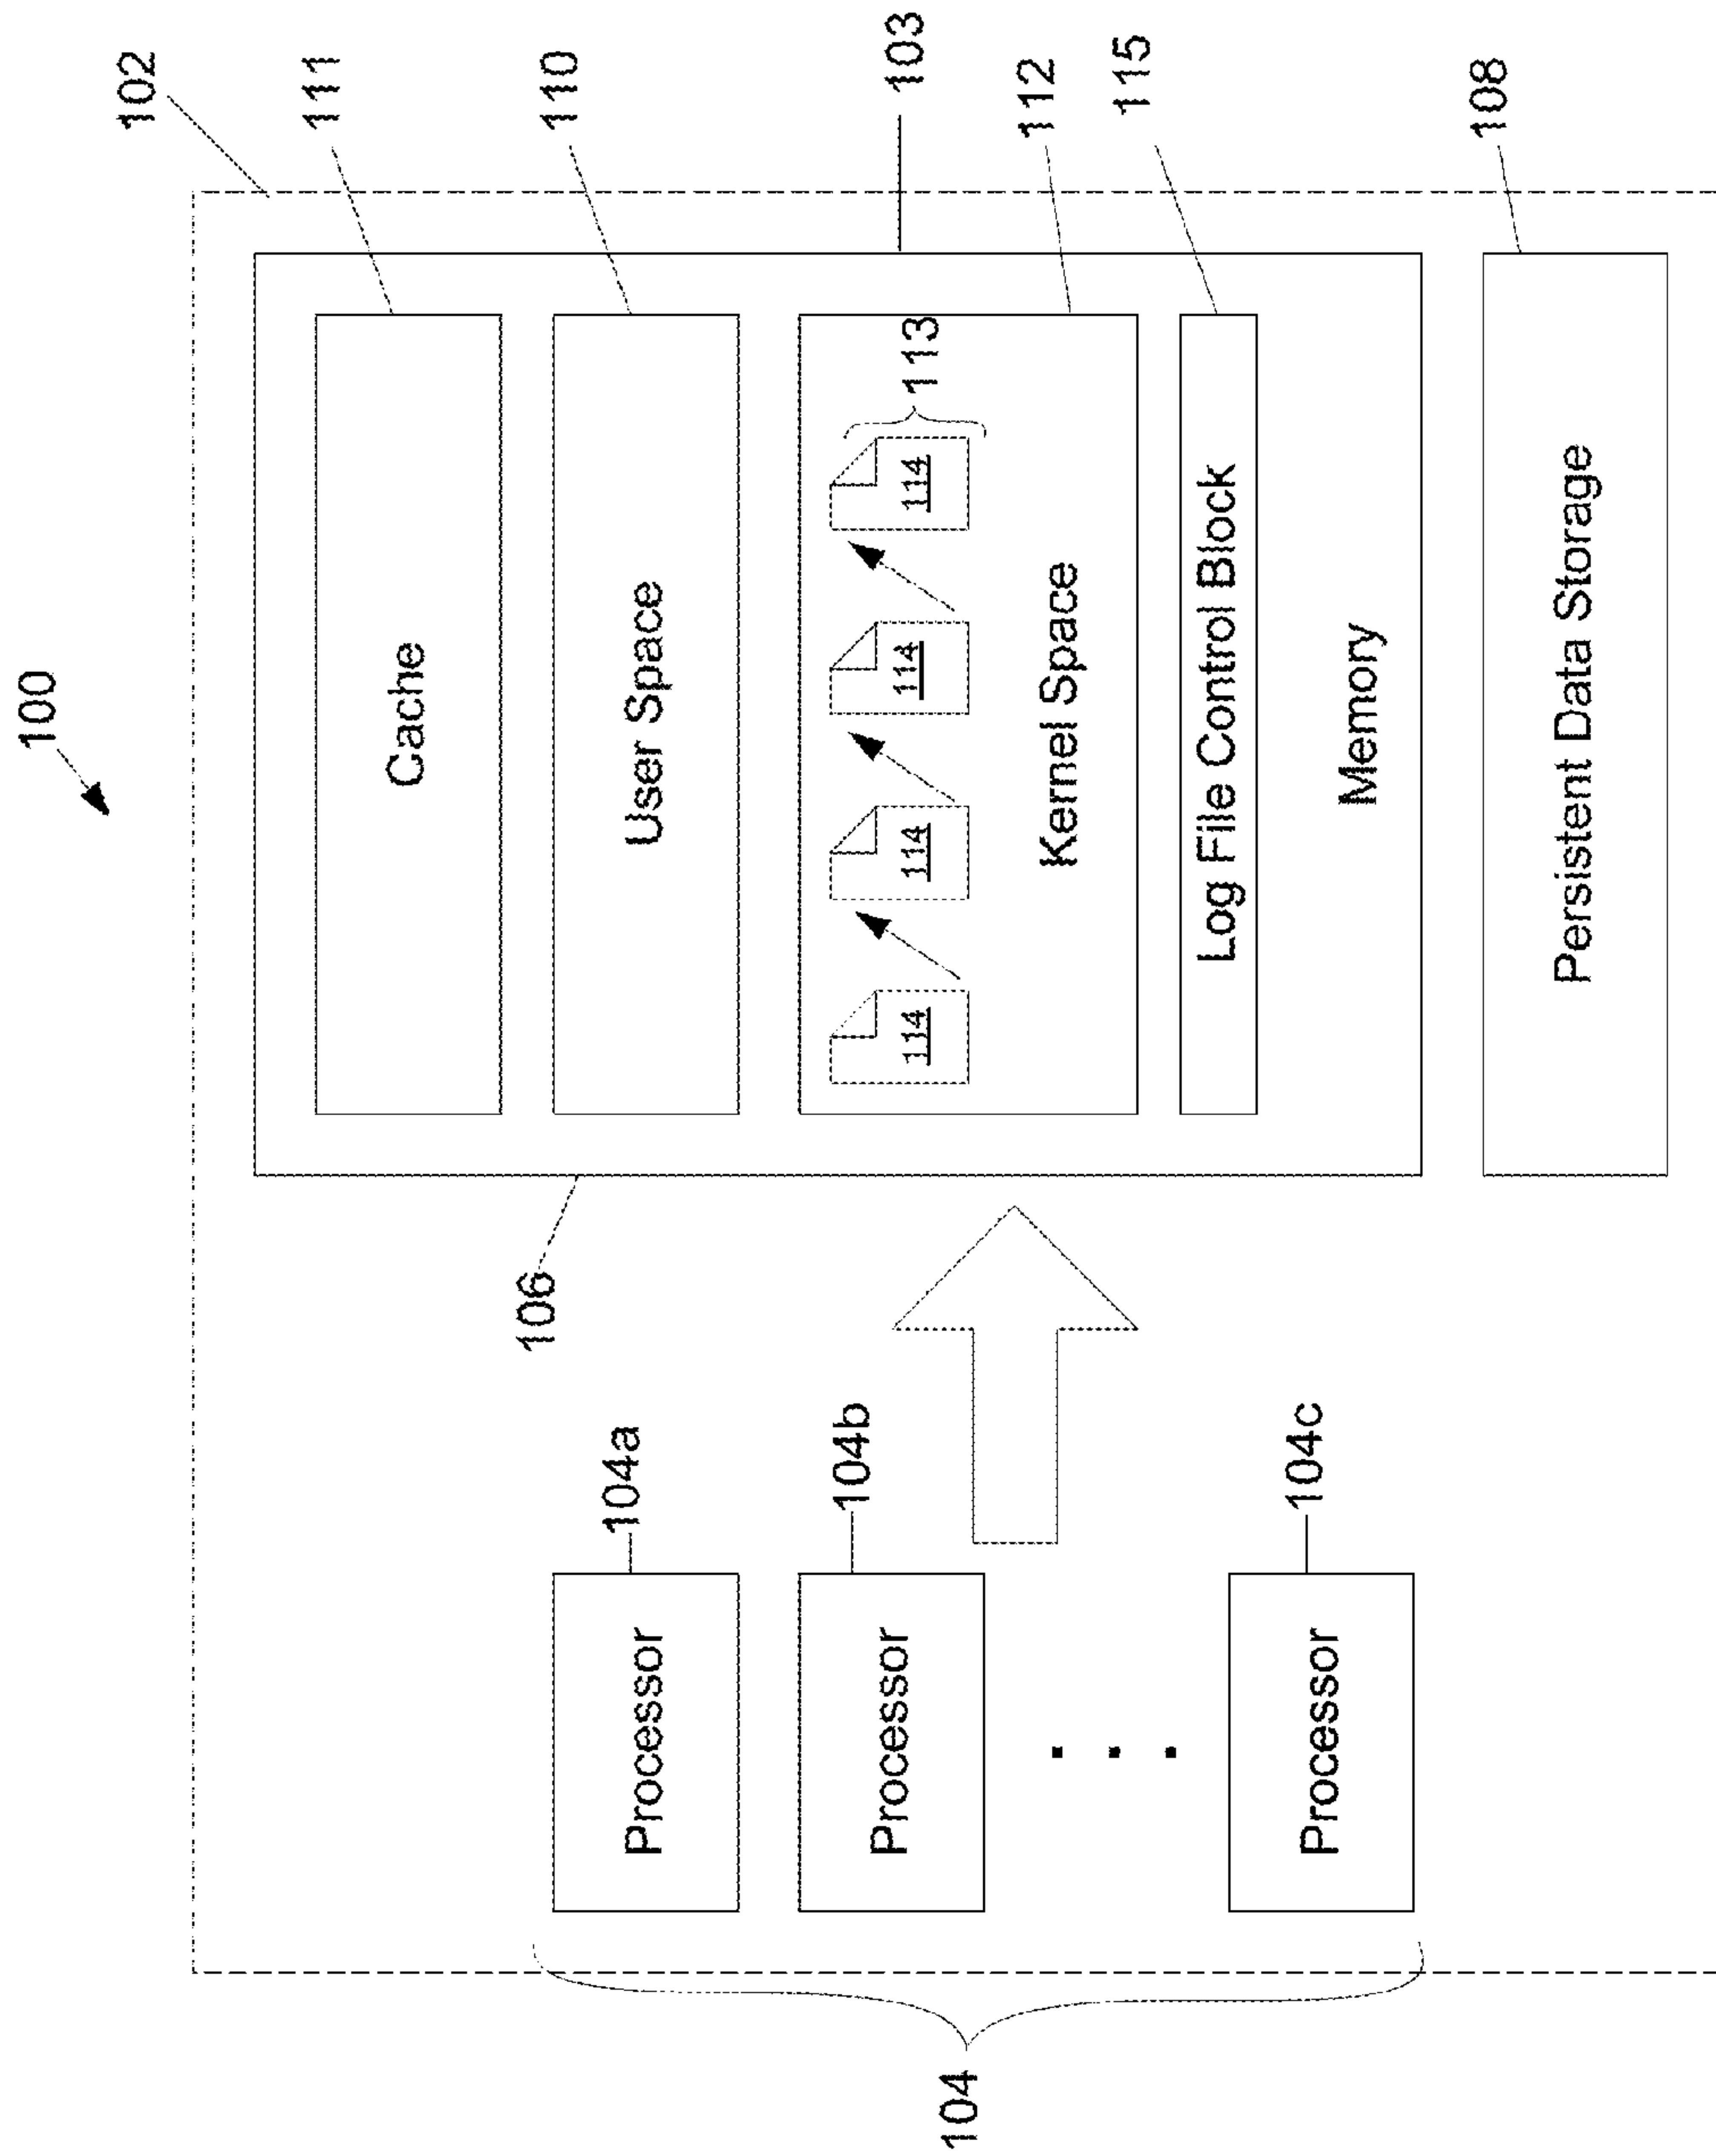 100
102
111
110
103
112
115
108
Cache
User Space
113
114
114
114
114
Kernel Space
Log File Control Block
Memory
Persistent Data Storage
106
104a
104b
104c
Processor
Processor
. . .
Processor
104